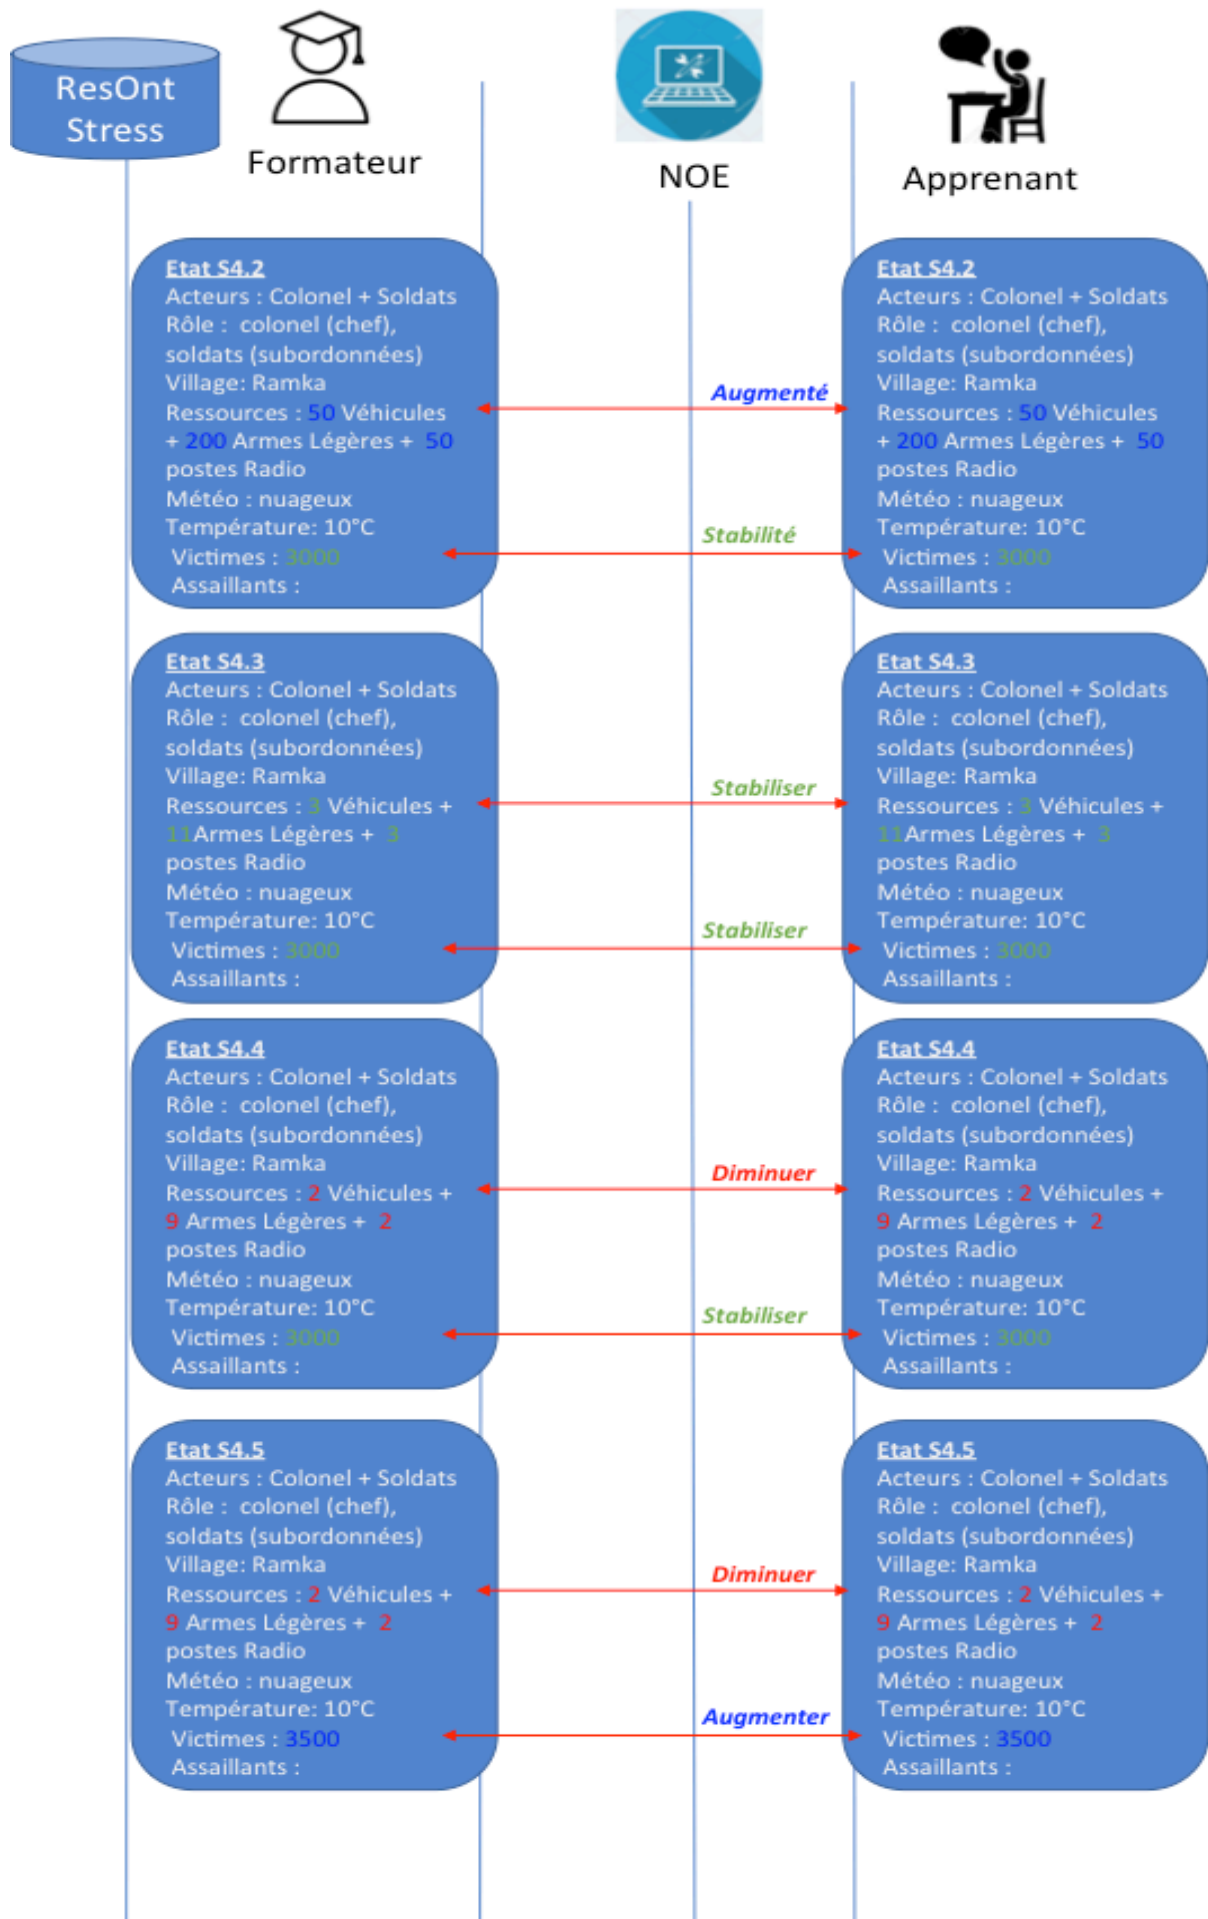 ResOnt
Stress
Formateur
NOE
Apprenant
Etat S4.2
Acteurs : Colonel + Soldats
Rôle : colonel (chef),
soldats (subordonnées)
Village: Ramka
Ressources : 50 Véhicules
+ 200 Armes Légères + 50
postes Radio
Météo : nuageux
Température: 10°C
Victimes : 3000
Assaillants :
Augmenté
Stabilité
Etat S4.2
Acteurs : Colonel + Soldats
Rôle : colonel (chef),
soldats (subordonnées)
Village: Ramka
Ressources : 50 Véhicules
+ 200 Armes Légères + 50
postes Radio
Météo : nuageux
Température: 10°C
Victimes : 3000
Assaillants :
Etat S4.3
Acteurs : Colonel + Soldats
Rôle : colonel (chef),
soldats (subordonnées)
Village: Ramka
Ressources : 3 Véhicules +
11Armes Légères + 3
postes Radio
Météo : nuageux
Température: 10°C
Victimes : 3000
Assaillants :
Stabiliser
Stabiliser
Etat S4.3
Acteurs : Colonel + Soldats
Rôle : colonel (chef),
soldats (subordonnées)
Village: Ramka
Ressources : 3 Véhicules +
11Armes Légères + 3
postes Radio
Météo : nuageux
Température: 10°C
Victimes : 3000
Assaillants :
Etat S4.4
Acteurs : Colonel + Soldats
Rôle : colonel (chef),
soldats (subordonnées)
Village: Ramka
Ressources : 2 Véhicules +
9 Armes Légères + 2
postes Radio
Météo : nuageux
Température: 10°C
Victimes : 3000
Assaillants :
Diminuer
Stabiliser
Etat S4.4
Acteurs : Colonel + Soldats
Rôle : colonel (chef),
soldats (subordonnées)
Village: Ramka
Ressources : 2 Véhicules +
9 Armes Légères + 2
postes Radio
Météo : nuageux
Température: 10°C
Victimes : 3000
Assaillants :
Etat S4.5
Acteurs : Colonel + Soldats
Rôle : colonel (chef),
soldats (subordonnées)
Village: Ramka
Ressources : 2 Véhicules +
9 Armes Légères + 2
postes Radio
Météo : nuageux
Température: 10°C
Victimes : 3500
Assaillants :
Diminuer
Augmenter
Etat S4.5
Acteurs : Colonel + Soldats
Rôle : colonel (chef),
soldats (subordonnées)
Village: Ramka
Ressources : 2 Véhicules +
9 Armes Légères + 2
postes Radio
Météo : nuageux
Température: 10°C
Victimes : 3500
Assaillants :